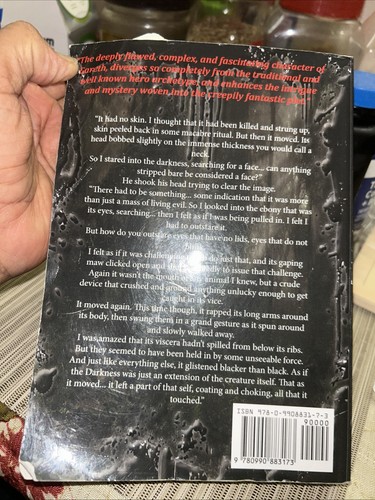 The deeply flawed, complex, and fascinating character of
Gareth, diverges so completely from the traditional and
well known hero archetype; and enhances the intrigue
and mystery woven into the creepily fantastic plot."
"It had no skin. I thought that it had been killed and strung up,
skin peeled back in some macabre ritual. But then it moved. Its
head bobbed slightly on the immense thickness you would call a
neck.
So I stared into the darkness, searching for a face... can anything
stripped bare be considered a face?"
He shook his head trying to clear the image.
"There had to be something... some indication that it was more
than just a mass of living evil. So I looked into the ebony that was
its eyes, searching... then I felt as if I was being pulled in. I felt I
had to outstare it.
But how do you outstare eyes that have no lids, eyes that do not
I felt as if it was challenging to do just that, and its gaping
maw clicked open and to issue that challenge.
Again it wasn't the mouth of any animal I knew, but a crude
device that crushed and ground anything unlucky enough to get
caught in its vice.
It moved again. This time though, it rapped its long arms around
its body, then swung them in a grand gesture as it spun around
and slowly walked away.
I was amazed that its viscera hadn't spilled from below its ribs.
But they seemed to have been held in by some unseeable force.
And just like everything else, it glistened blacker than black. As if
the Darkness was just an extension of the creature itself. That as
it moved... it left a part of that self, coating and choking, all that it
touched."
ISBN 978-0-9908831-7-3
90000
9 780990 883173